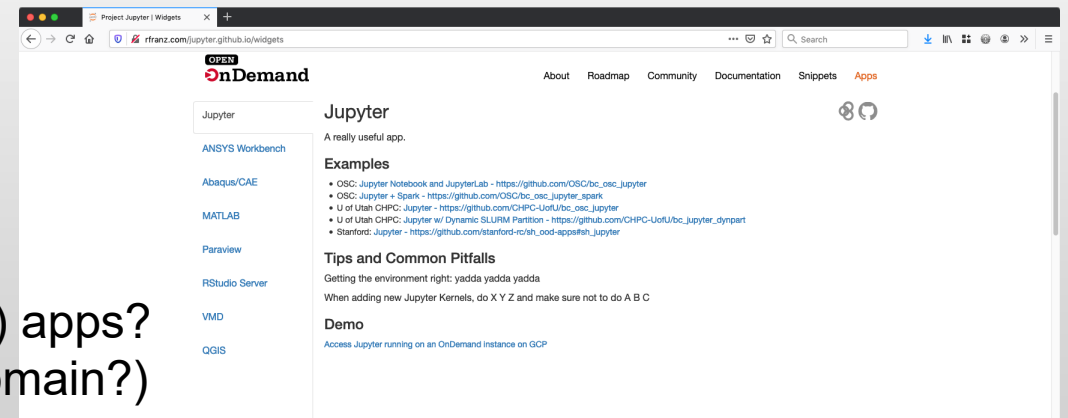 Project Jupyter | Widgets
rfranz.com/jupyter.github.io/widgets
Search
OPEN
OnDemand
About Roadmap Community Documentation Snippets Apps
Jupyter
ANSYS Workbench
Abaqus/CAE
MATLAB
Paraview
RStudio Server
VMD
QGIS
Jupyter
A really useful app.
Examples
• OSC: Jupyter Notebook and JupyterLab - https://github.com/OSC/bc_osc_jupyter
• OSC: Jupyter + Spark - https://github.com/OSC/bc_osc_jupyter_spark
• U of Utah CHPC: Jupyter - https://github.com/CHPC-UofU/bc_osc_jupyter
• U of Utah CHPC: Jupyter w/ Dynamic SLURM Partition - https://github.com/CHPC-UofU/bc_jupyter_dynpart
• Stanford: Jupyter - https://github.com/stanford-rc/sh_ood-apps#sh_jupyter
Tips and Common Pitfalls
Getting the environment right: yadda yadda yadda
When adding new Jupyter Kernels, do X Y Z and make sure not to do A B C
Demo
Access Jupyter running on an OnDemand instance on GCP
) apps?
main?)